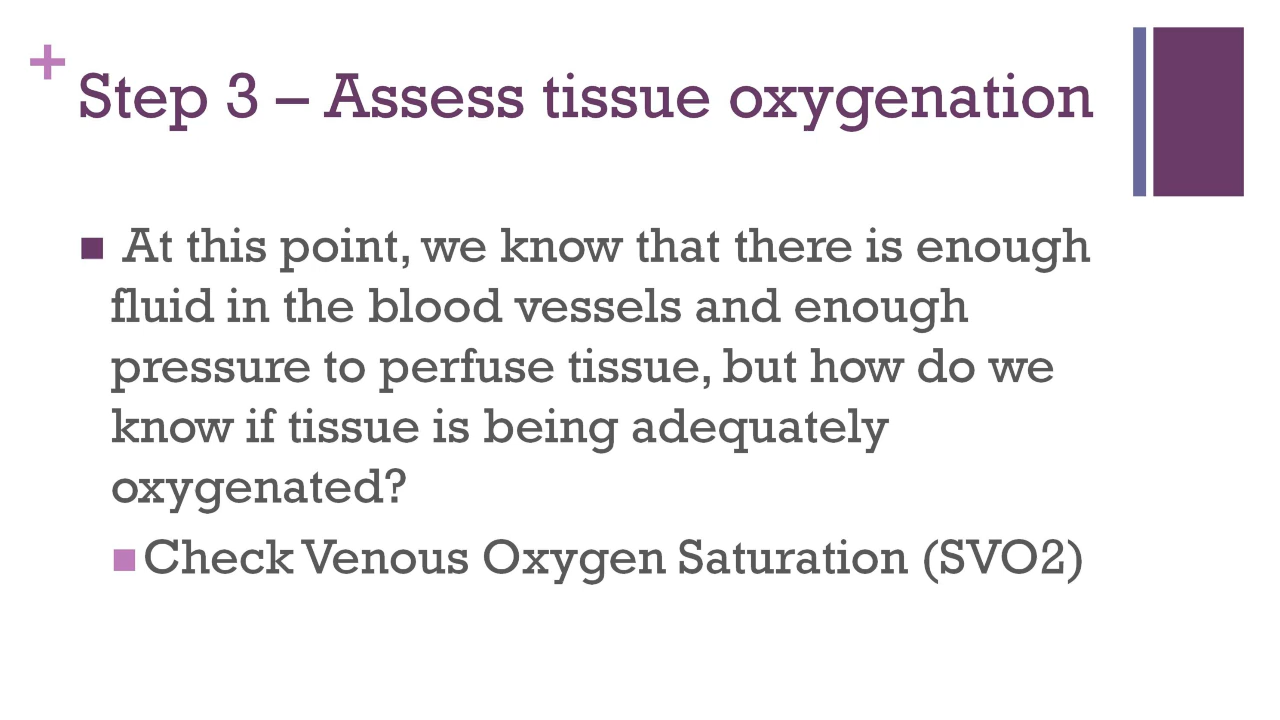 +
Step 3 – Assess tissue oxygenation
At this point, we know that there is enough
fluid in the blood vessels and enough
pressure to perfuse tissue, but how do we
know if tissue is being adequately
oxygenated?
Check Venous Oxygen Saturation (SVO2)